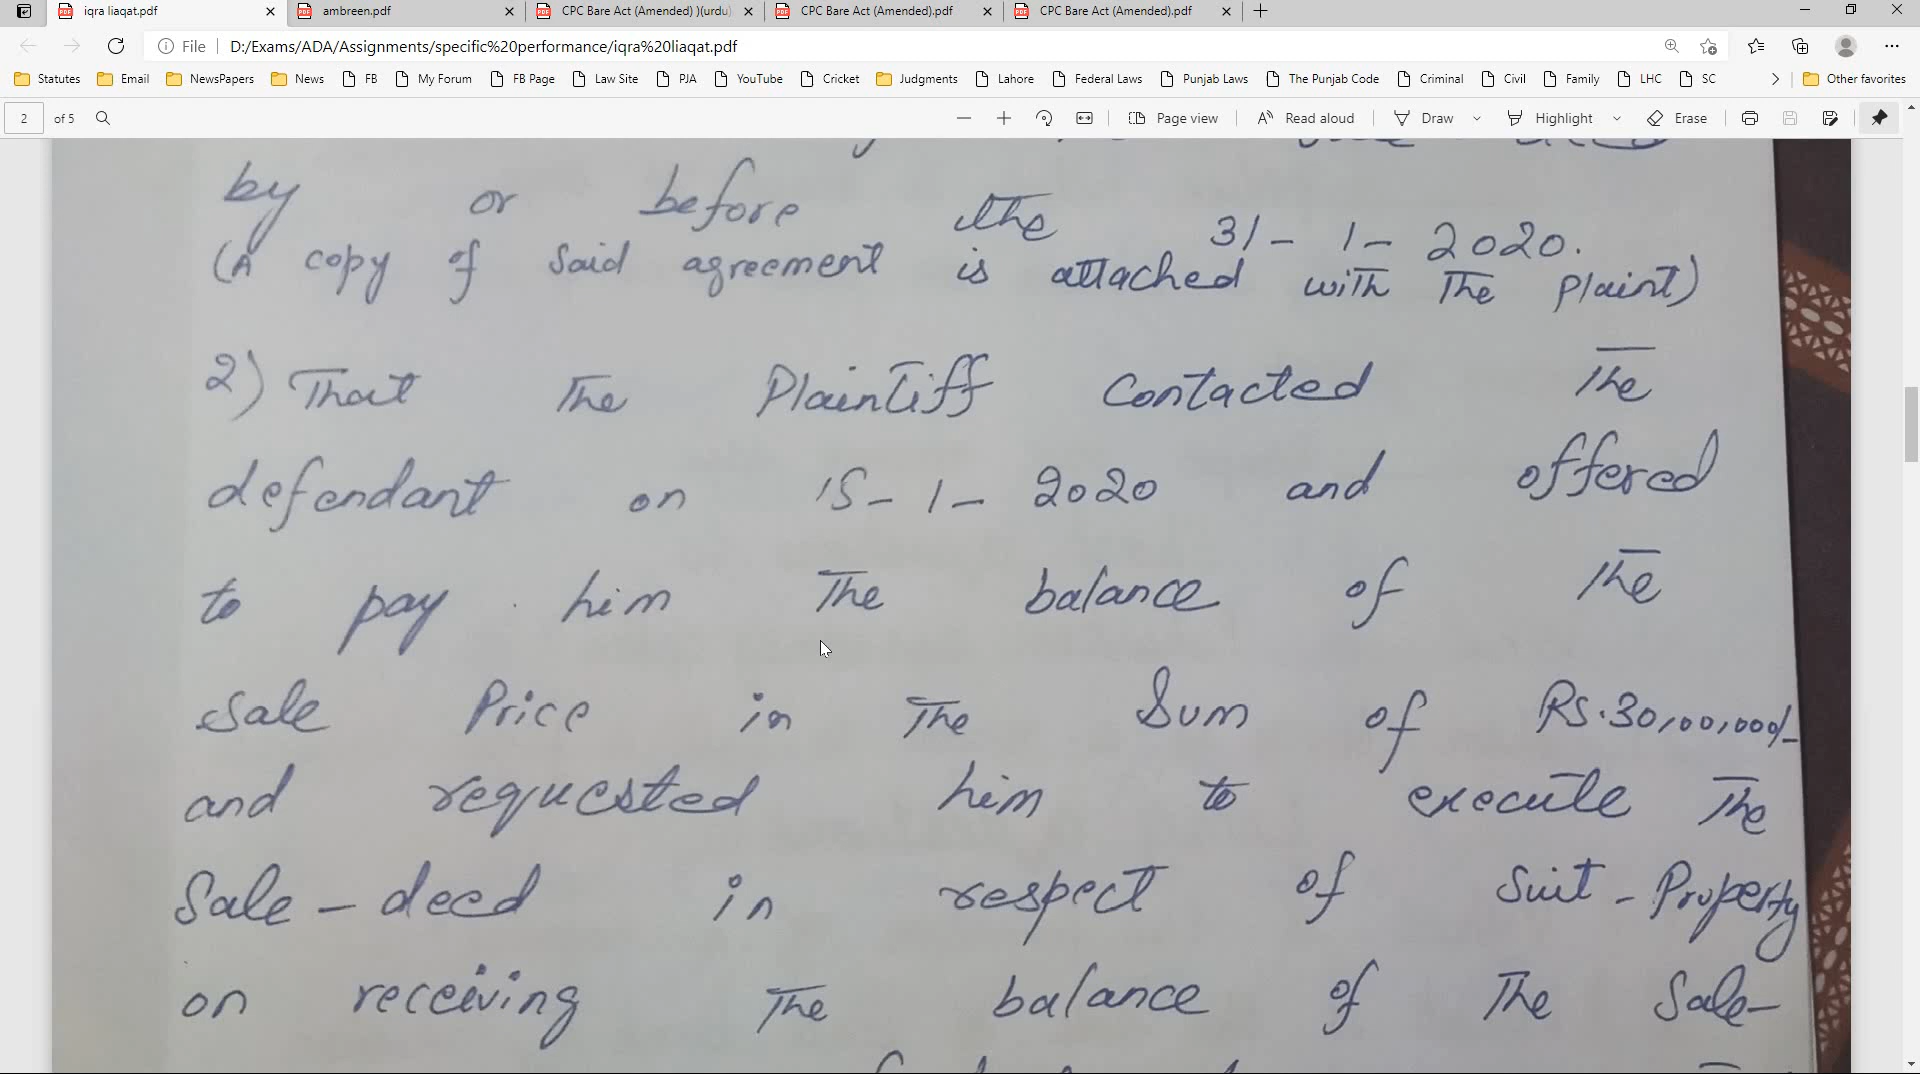 iqra liaqat.pdf
ambreen.pdf
CPC Bare Act (Amended) )(urdu)
CPC Bare Act (Amended).pdf
CPC Bare Act (Amended).pdf
File
D:/Exams/ADA/Assignments/specific%20performance/iqra%20liaqat.pdf
Statutes Email NewsPapers News FB My Forum FB Page Law Site PJA YouTube Cricket Judgments Lahore Federal Laws Punjab Laws The Punjab Code Criminal Civil Family LHC SC Other favorites
2 of 5 Page view Read aloud Draw Highlight Erase
by or before the 31-1-2020.
(A copy of said agreement is attached with the plaint)
2) That the Plaintiff contacted the
defendant on 15-1-2020 and offered
to pay him the balance of the
sale Price in the Sum of Rs.30,00,000/-
and requested him to execute the
Sale-deed in respect of Suit-Property
on receiving the balance of the Sale-